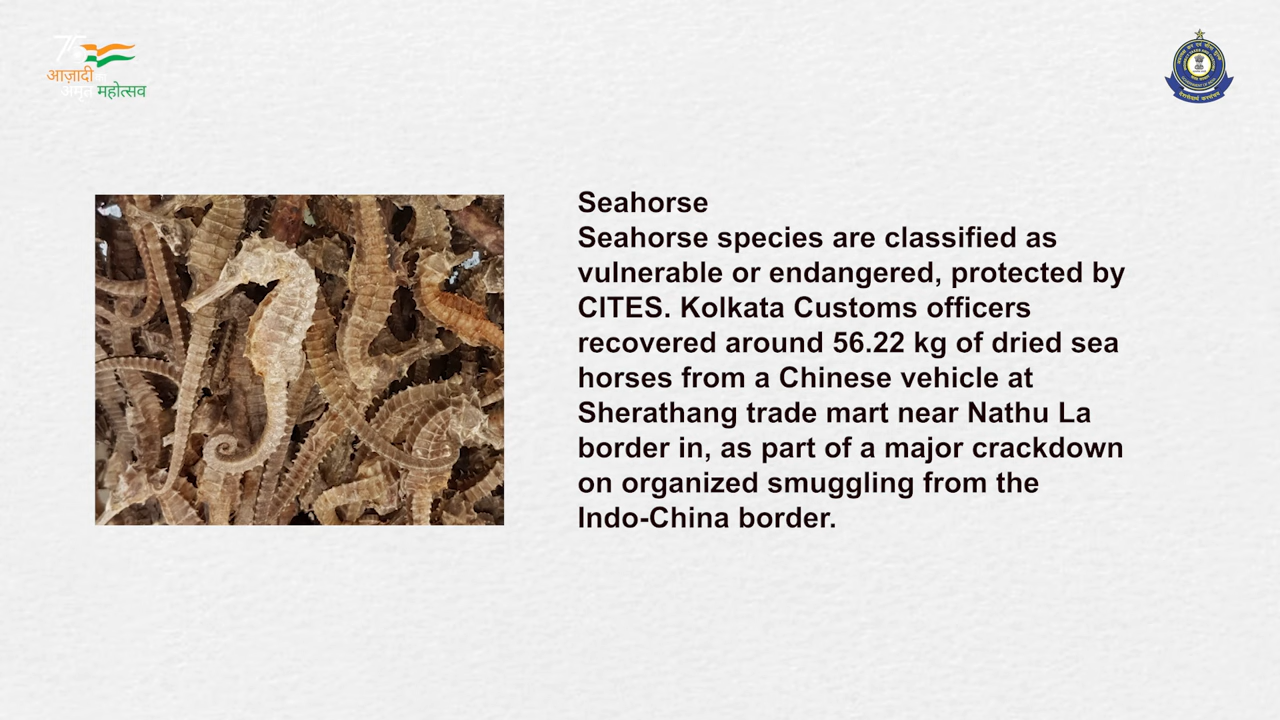 75
आज़ादी
अमृत महोत्सव
Seahorse
Seahorse species are classified as
vulnerable or endangered, protected by
CITES. Kolkata Customs officers
recovered around 56.22 kg of dried sea
horses from a Chinese vehicle at
Sherathang trade mart near Nathu La
border in, as part of a major crackdown
on organized smuggling from the
Indo-China border.